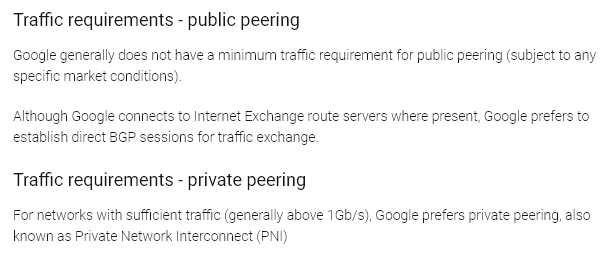 Traffic requirements - public peering
Google generally does not have a minimum traffic requirement for public peering (subject to any
specific market conditions).
Although Google connects to Internet Exchange route servers where present, Google prefers to
establish direct BGP sessions for traffic exchange.
Traffic requirements - private peering
For networks with sufficient traffic (generally above 1Gb/s), Google prefers private peering, also
known as Private Network Interconnect (PNI)